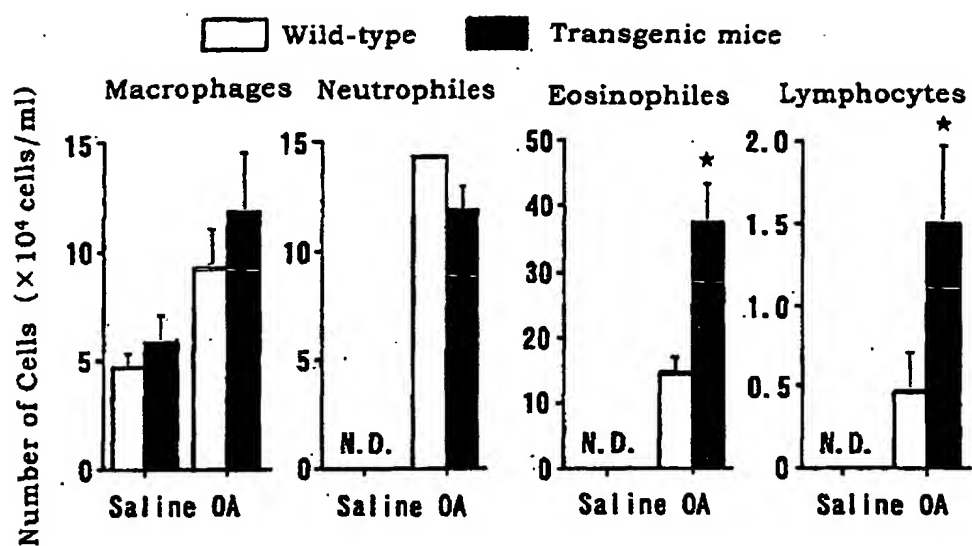 Wild-type Transgenic mice
Macrophages Neutrophiles Eosinophiles Lymphocytes
Number of Cells (×10⁴ cells/ml)
15
10
5
0
Saline OA
15
10
5
0
N.D.
Saline OA
50
40
30
20
10
0
N.D.
★
Saline OA
2.0
1.5
1.0
0.5
0
N.D.
★
Saline OA